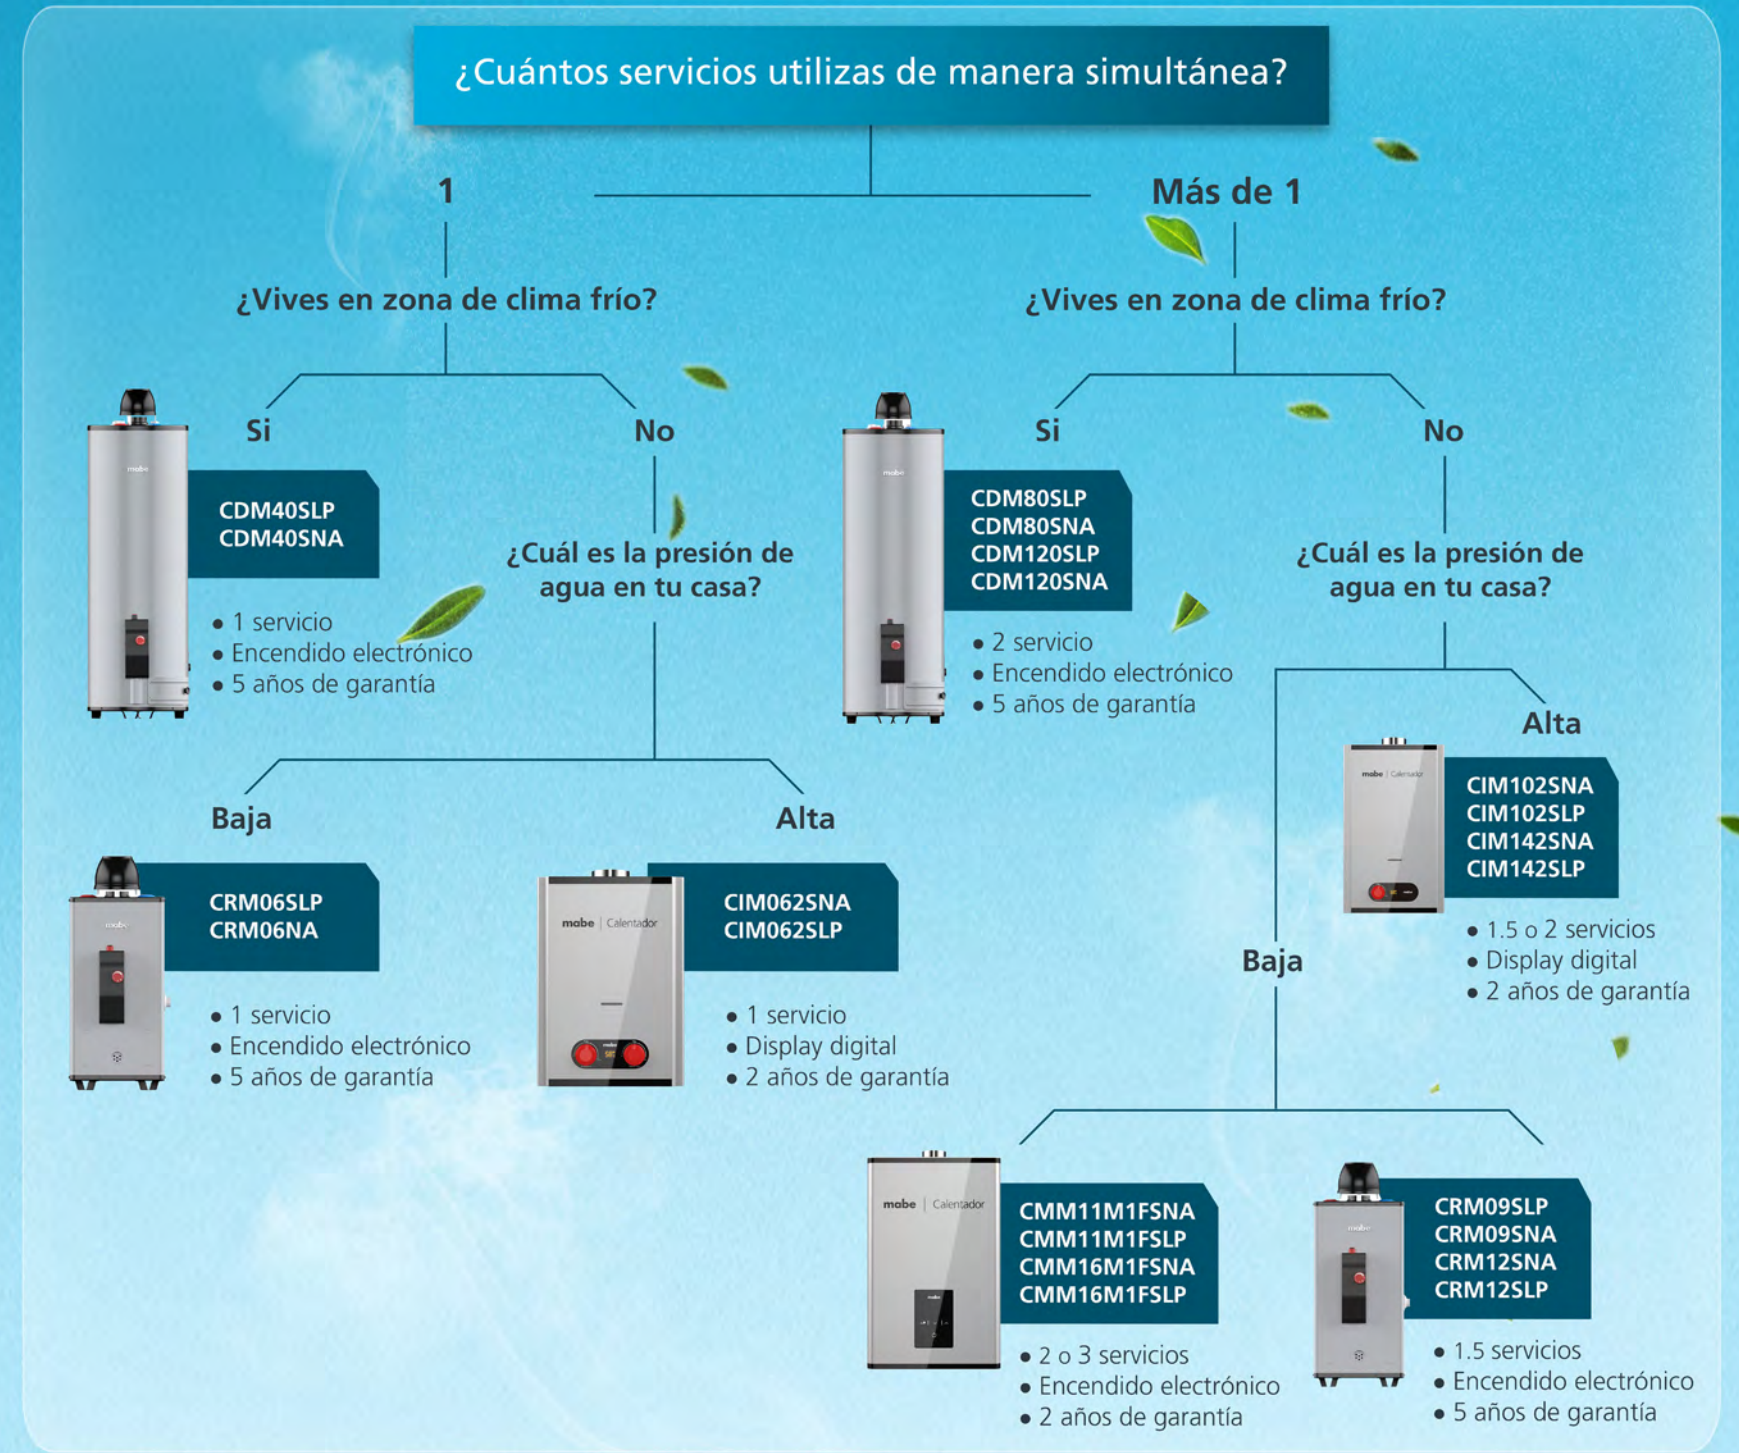 ¿Cuántos servicios utilizas de manera simultánea?
1
Más de 1
¿Vives en zona de clima frío?
¿Vives en zona de clima frío?
Si
No
Si
No
mabe
CDM40SLP
CDM40SNA
• 1 servicio
• Encendido electrónico
• 5 años de garantía
¿Cuál es la presión de
agua en tu casa?
mabe
CDM80SLP
CDM80SNA
CDM120SLP
CDM120SNA
• 2 servicio
• Encendido electrónico
• 5 años de garantía
¿Cuál es la presión de
agua en tu casa?
Alta
mabe | Calentador
CIM102SNA
CIM102SLP
CIM142SNA
CIM142SLP
• 1.5 o 2 servicios
• Display digital
• 2 años de garantía
Baja
Alta
mabe
CRM06SLP
CRM06NA
• 1 servicio
• Encendido electrónico
• 5 años de garantía
mabe | Calentador
CIM062SNA
CIM062SLP
• 1 servicio
• Display digital
• 2 años de garantía
Baja
mabe | Calentador
mabe
CMM11M1FSNA
CMM11M1FSLP
CMM16M1FSNA
CMM16M1FSLP
• 2 o 3 servicios
• Encendido electrónico
• 2 años de garantía
mabe
CRM09SLP
CRM09SNA
CRM12SNA
CRM12SLP
• 1.5 servicios
• Encendido electrónico
• 5 años de garantía